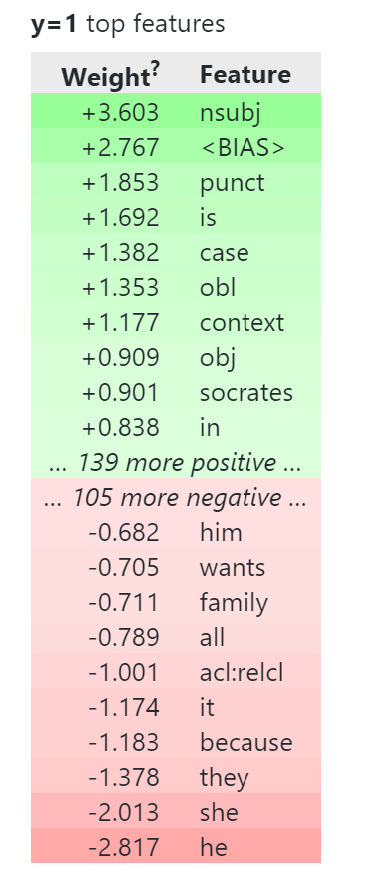 y=1 top features
Weight? Feature
+3.603 nsubj
+2.767 <BIAS>
+1.853 punct
+1.692 is
+1.382 case
+1.353 obl
+1.177 context
+0.909 obj
+0.901 socrates
+0.838 in
... 139 more positive ...
... 105 more negative ...
-0.682 him
-0.705 wants
-0.711 family
-0.789 all
-1.001 acl:relcl
-1.174 it
-1.183 because
-1.378 they
-2.013 she
-2.817 he